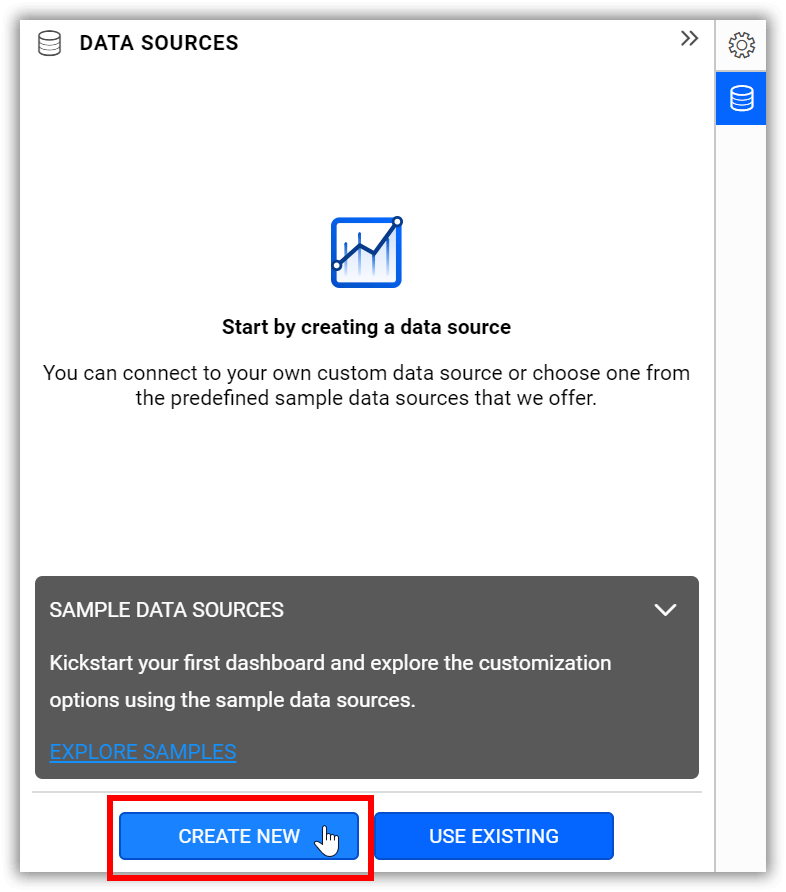 DATA SOURCES
Start by creating a data source
You can connect to your own custom data source or choose one from
the predefined sample data sources that we offer.
SAMPLE DATA SOURCES
Kickstart your first dashboard and explore the customization
options using the sample data sources.
EXPLORE SAMPLES
CREATE NEW
USE EXISTING